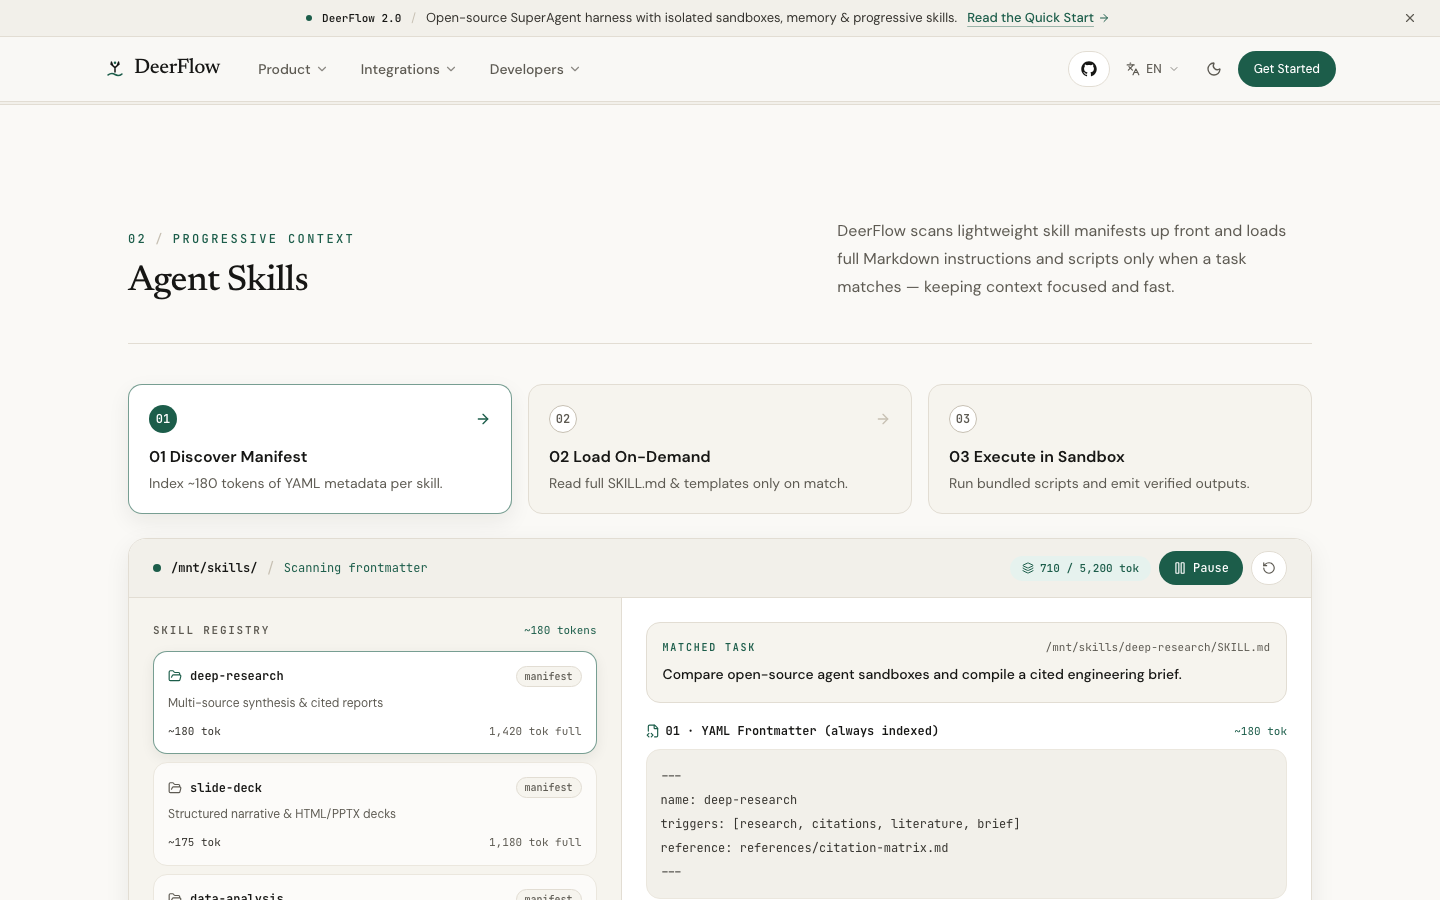 DeerFlow 2.0 / Open-source SuperAgent harness with isolated sandboxes, memory & progressive skills. Read the Quick Start →
DeerFlow Product Integrations Developers EN Get Started
02 / PROGRESSIVE CONTEXT
Agent Skills
DeerFlow scans lightweight skill manifests up front and loads
full Markdown instructions and scripts only when a task
matches — keeping context focused and fast.
01
01 Discover Manifest
Index ~180 tokens of YAML metadata per skill.
02
02 Load On-Demand
Read full SKILL.md & templates only on match.
03
03 Execute in Sandbox
Run bundled scripts and emit verified outputs.
/mnt/skills/ / Scanning frontmatter
710 / 5,200 tok
Pause
SKILL REGISTRY ~180 tokens
deep-research manifest
Multi-source synthesis & cited reports
~180 tok 1,420 tok full
slide-deck manifest
Structured narrative & HTML/PPTX decks
~175 tok 1,180 tok full
data-analysis manifest
MATCHED TASK /mnt/skills/deep-research/SKILL.md
Compare open-source agent sandboxes and compile a cited engineering brief.
01 · YAML Frontmatter (always indexed) ~180 tok
---
name: deep-research
triggers: [research, citations, literature, brief]
reference: references/citation-matrix.md
---